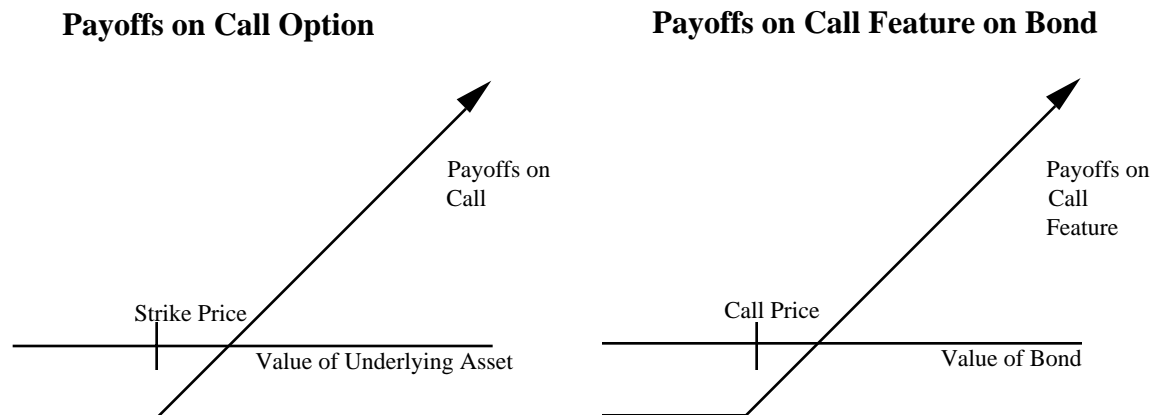 Payoffs on Call Option
Payoffs on Call
Strike Price
Value of Underlying Asset
Payoffs on Call Feature on Bond
Payoffs on
Call
Feature
Call Price
Value of Bond